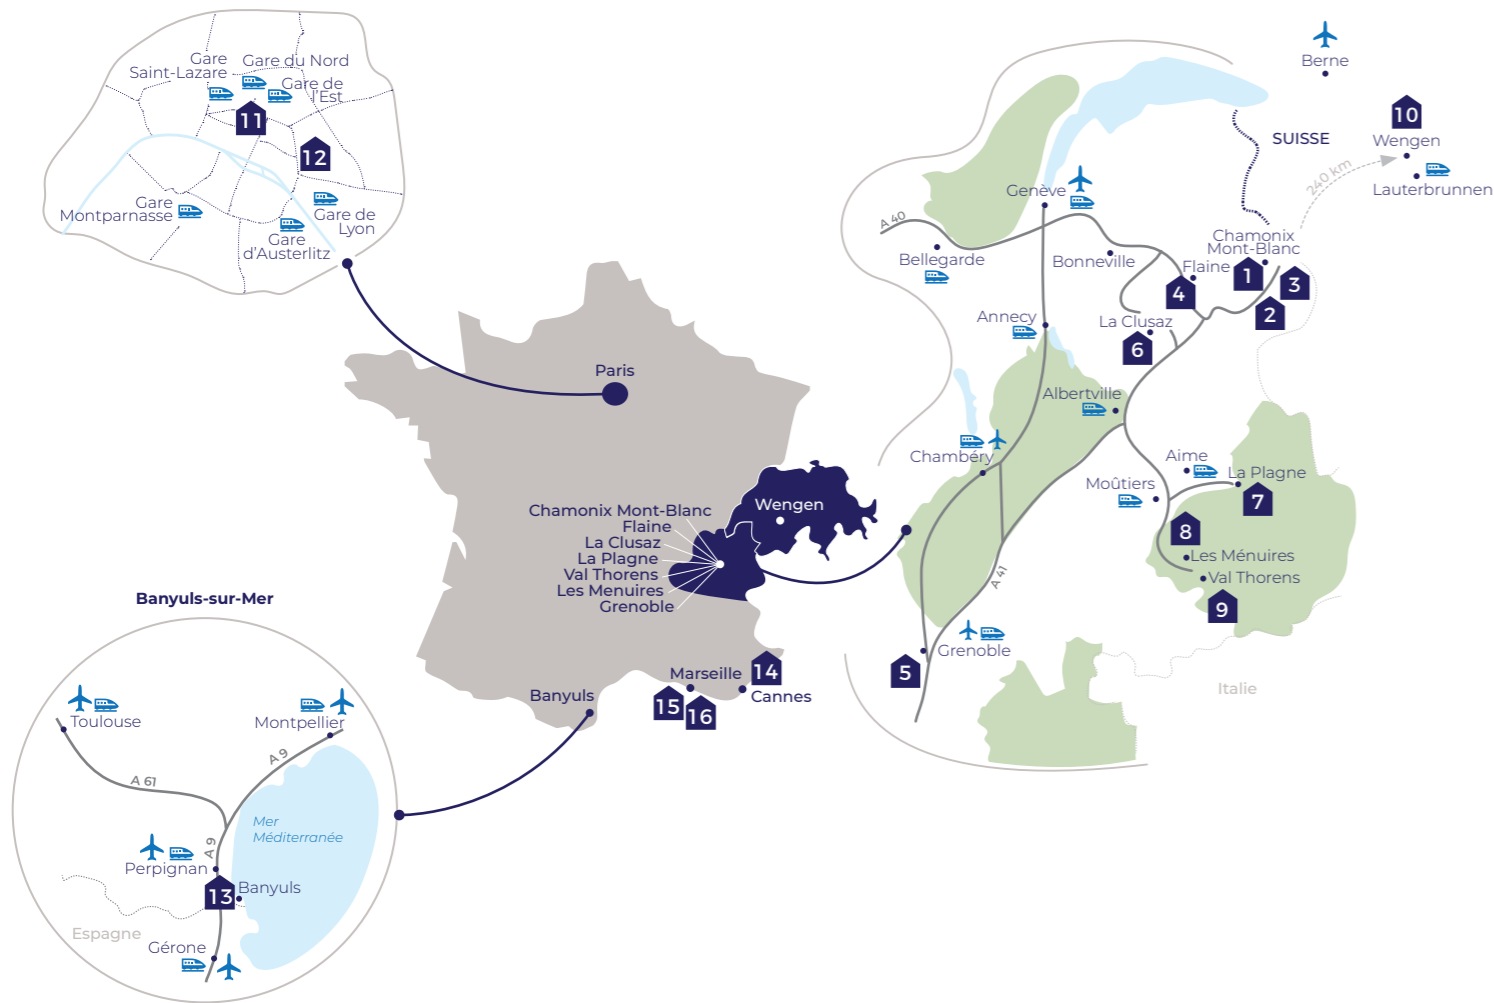 Gare
Saint-Lazare
Gare du Nord
Gare de
l'Est
11
12
Gare
Montparnasse
Gare
d'Austerlitz
Gare de
Lyon
Paris
Wengen
Chamonix Mont-Blanc
Flaine
La Clusaz
La Plagne
Val Thorens
Les Menuires
Grenoble
Banyuls
Marseille
14
Cannes
15
16
Banyuls-sur-Mer
Toulouse
Montpellier
A 9
A 61
Mer
Méditerranée
A 9
Perpignan
13
Banyuls
Espagne
Gérone
Berne
10
Wengen
SUISSE
240 km
Lauterbrunnen
Genève
A 40
Bellegarde
Bonneville
Chamonix
Mont-Blanc
Flaine
1
3
4
2
Annecy
La Clusaz
6
Albertville
Chambéry
Aime
La Plagne
Moûtiers
7
8
Les Ménuires
Val Thorens
9
A 41
Grenoble
5
Italie